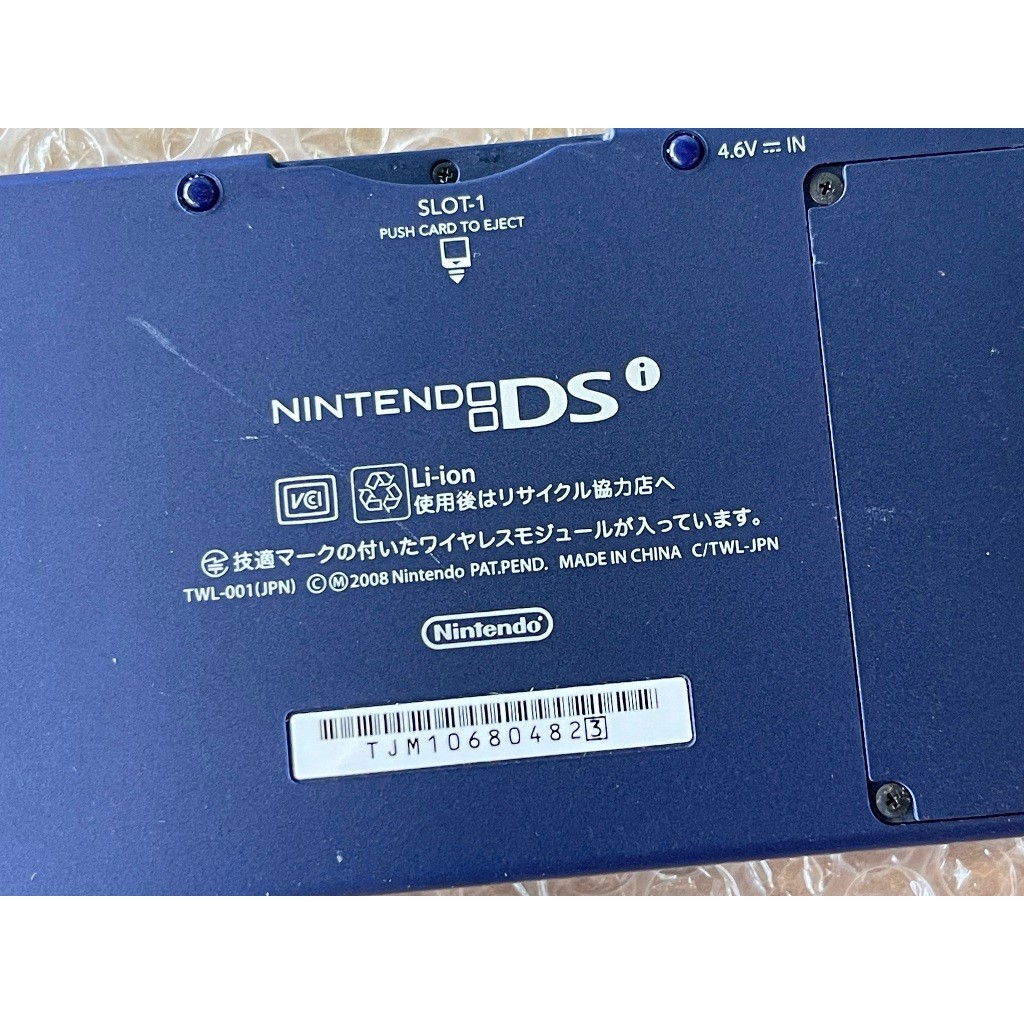 4.6V ⎓ IN
SLOT-1
PUSH CARD TO EJECT
NINTENDO DS i
VCI
Li-ion
使用後はリサイクル協力店へ
技適マークの付いたワイヤレスモジュールが入っています。
TWL-001(JPN) ©Ⓜ2008 Nintendo PAT.PEND. MADE IN CHINA C/TWL-JPN
Nintendo
TJM106804823